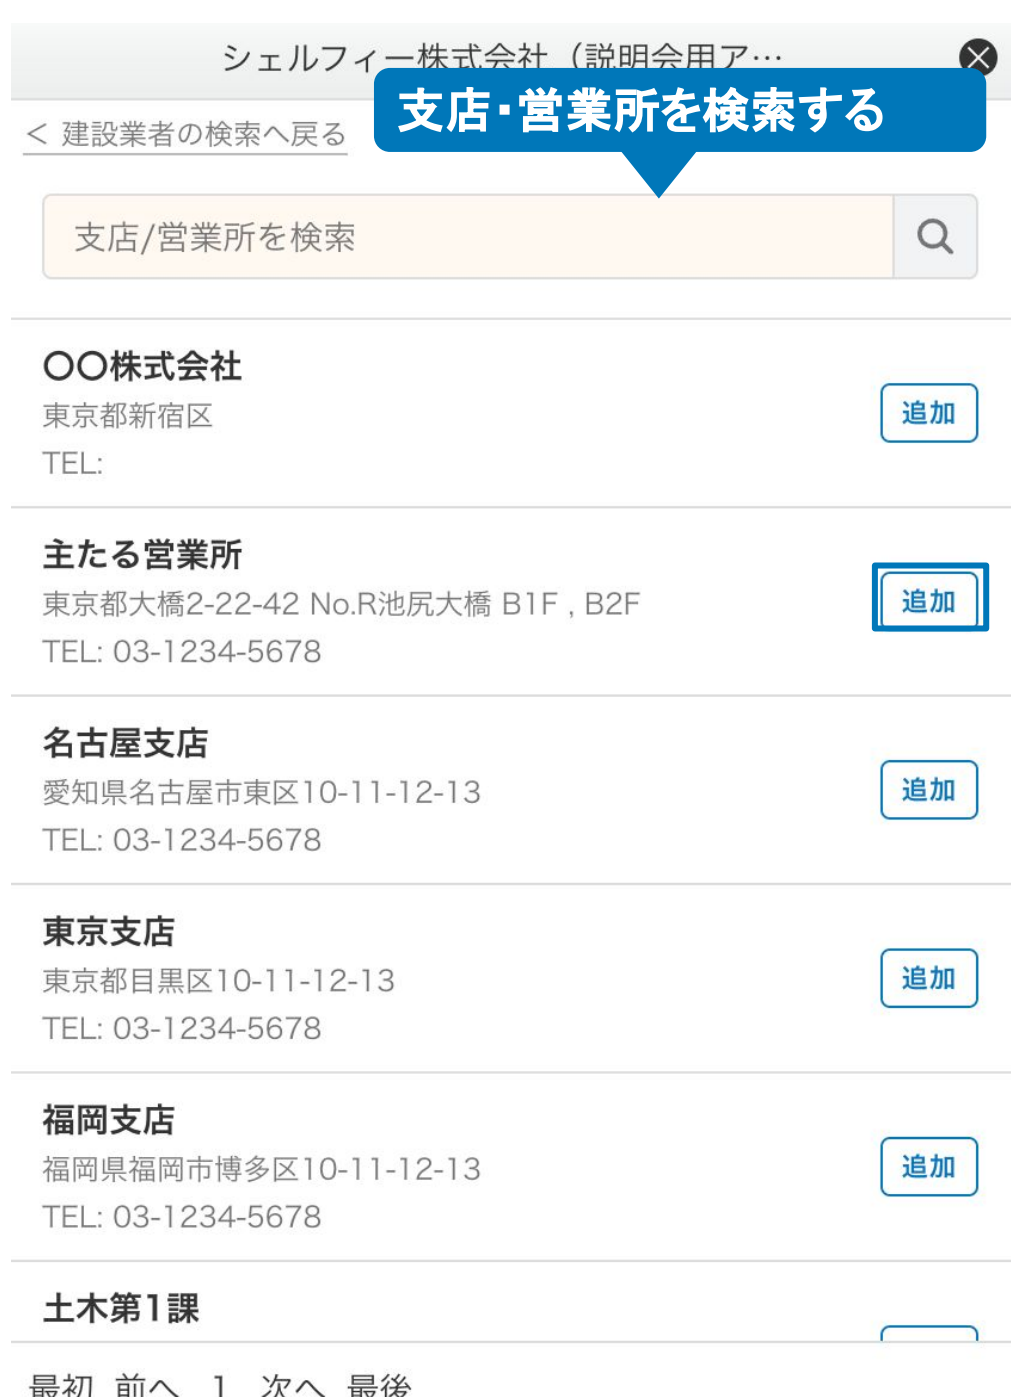 シェルフィー株式会社（説明会用ア…
支店・営業所を検索する
< 建設業者の検索へ戻る
支店/営業所を検索
〇〇株式会社
東京都新宿区
追加
TEL:
主たる営業所
東京都大橋2-22-42 No.R池尻大橋 B1F , B2F
追加
TEL: 03-1234-5678
名古屋支店
愛知県名古屋市東区10-11-12-13
追加
TEL: 03-1234-5678
東京支店
東京都目黒区10-11-12-13
追加
TEL: 03-1234-5678
福岡支店
福岡県福岡市博多区10-11-12-13
追加
TEL: 03-1234-5678
土木第1課
最初 前へ 1 次へ 最後